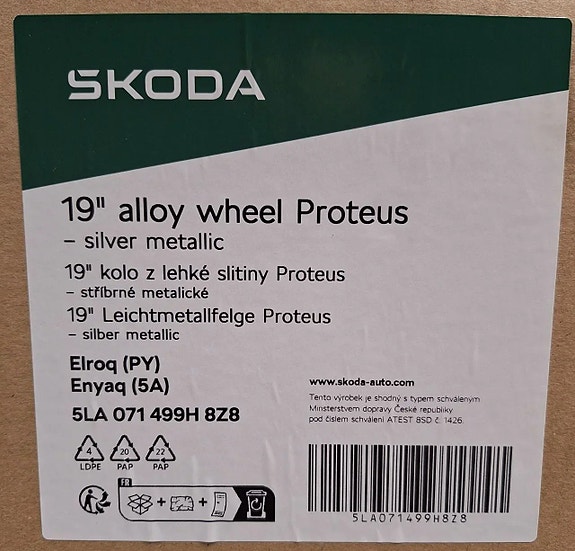 ŠKODA
19" alloy wheel Proteus
– silver metallic
19" kolo z lehké slitiny Proteus
– stříbrné metalické
19" Leichtmetallfelge Proteus
– silber metallic
Elroq (PY)
Enyaq (5A)
5LA 071 499H 8Z8
www.skoda-auto.com
Tento výrobek je shodný s typem schváleným
Ministerstvem dopravy České republiky
pod číslem schválení ATEST 8SD č. 1426.
4
LDPE
20
PAP
22
PAP
FR
5LA071499H8Z8